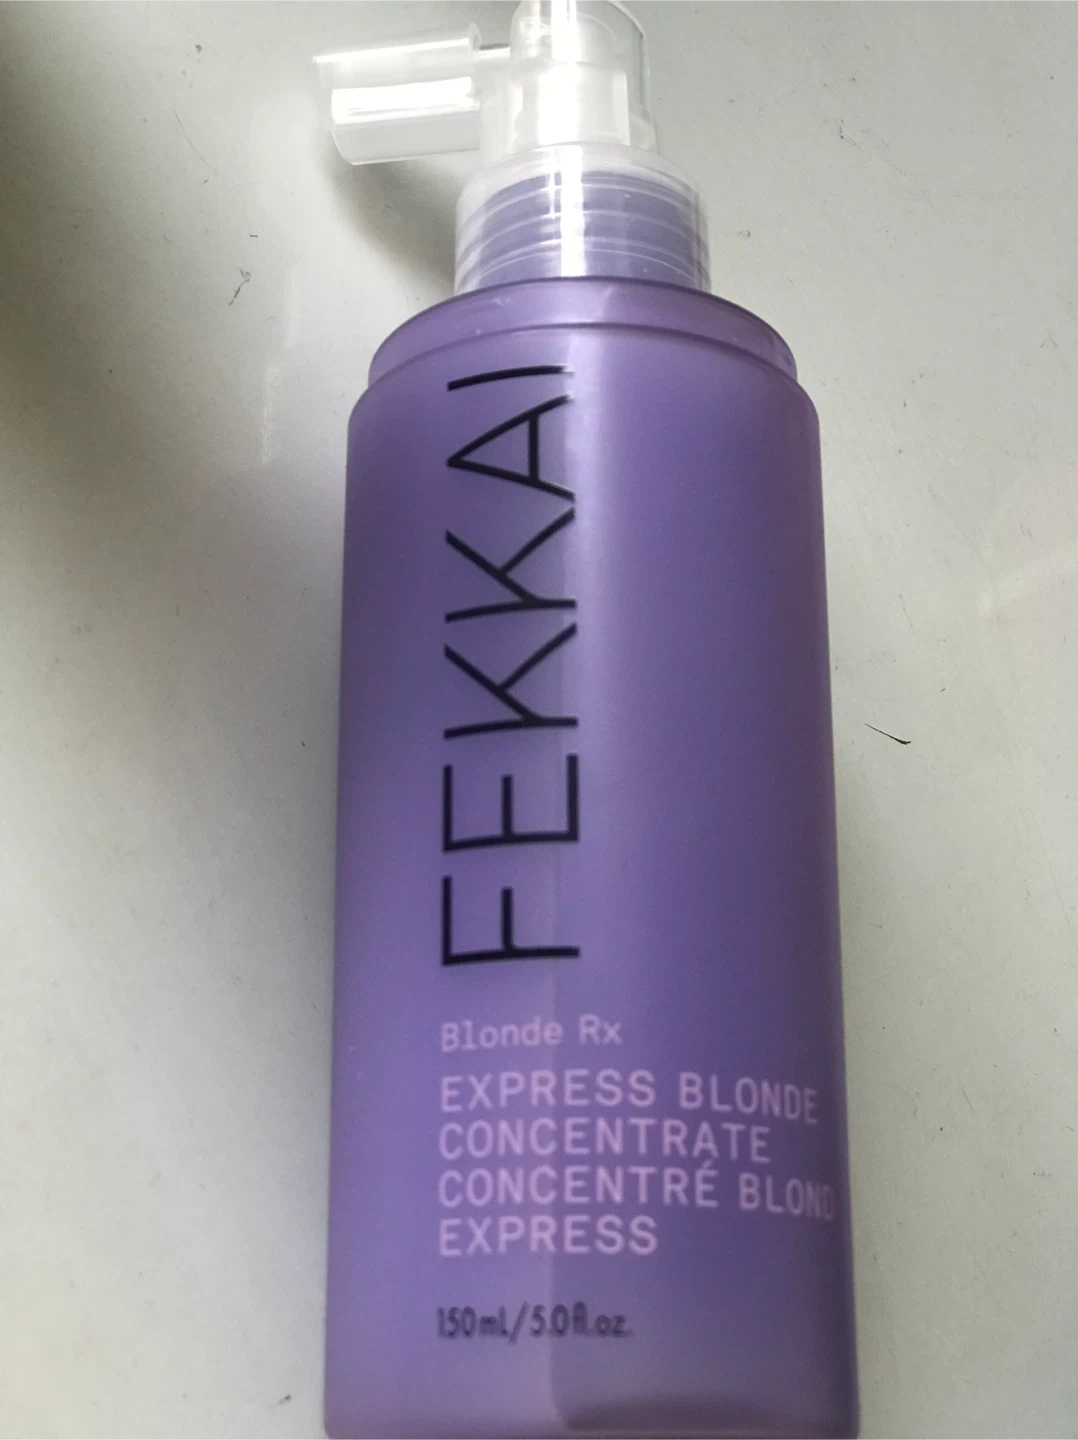 FEKKAI
Blonde Rx
EXPRESS BLONDE
CONCENTRATE
CONCENTRÉ BLOND
EXPRESS
150mL/5.0fl.oz.